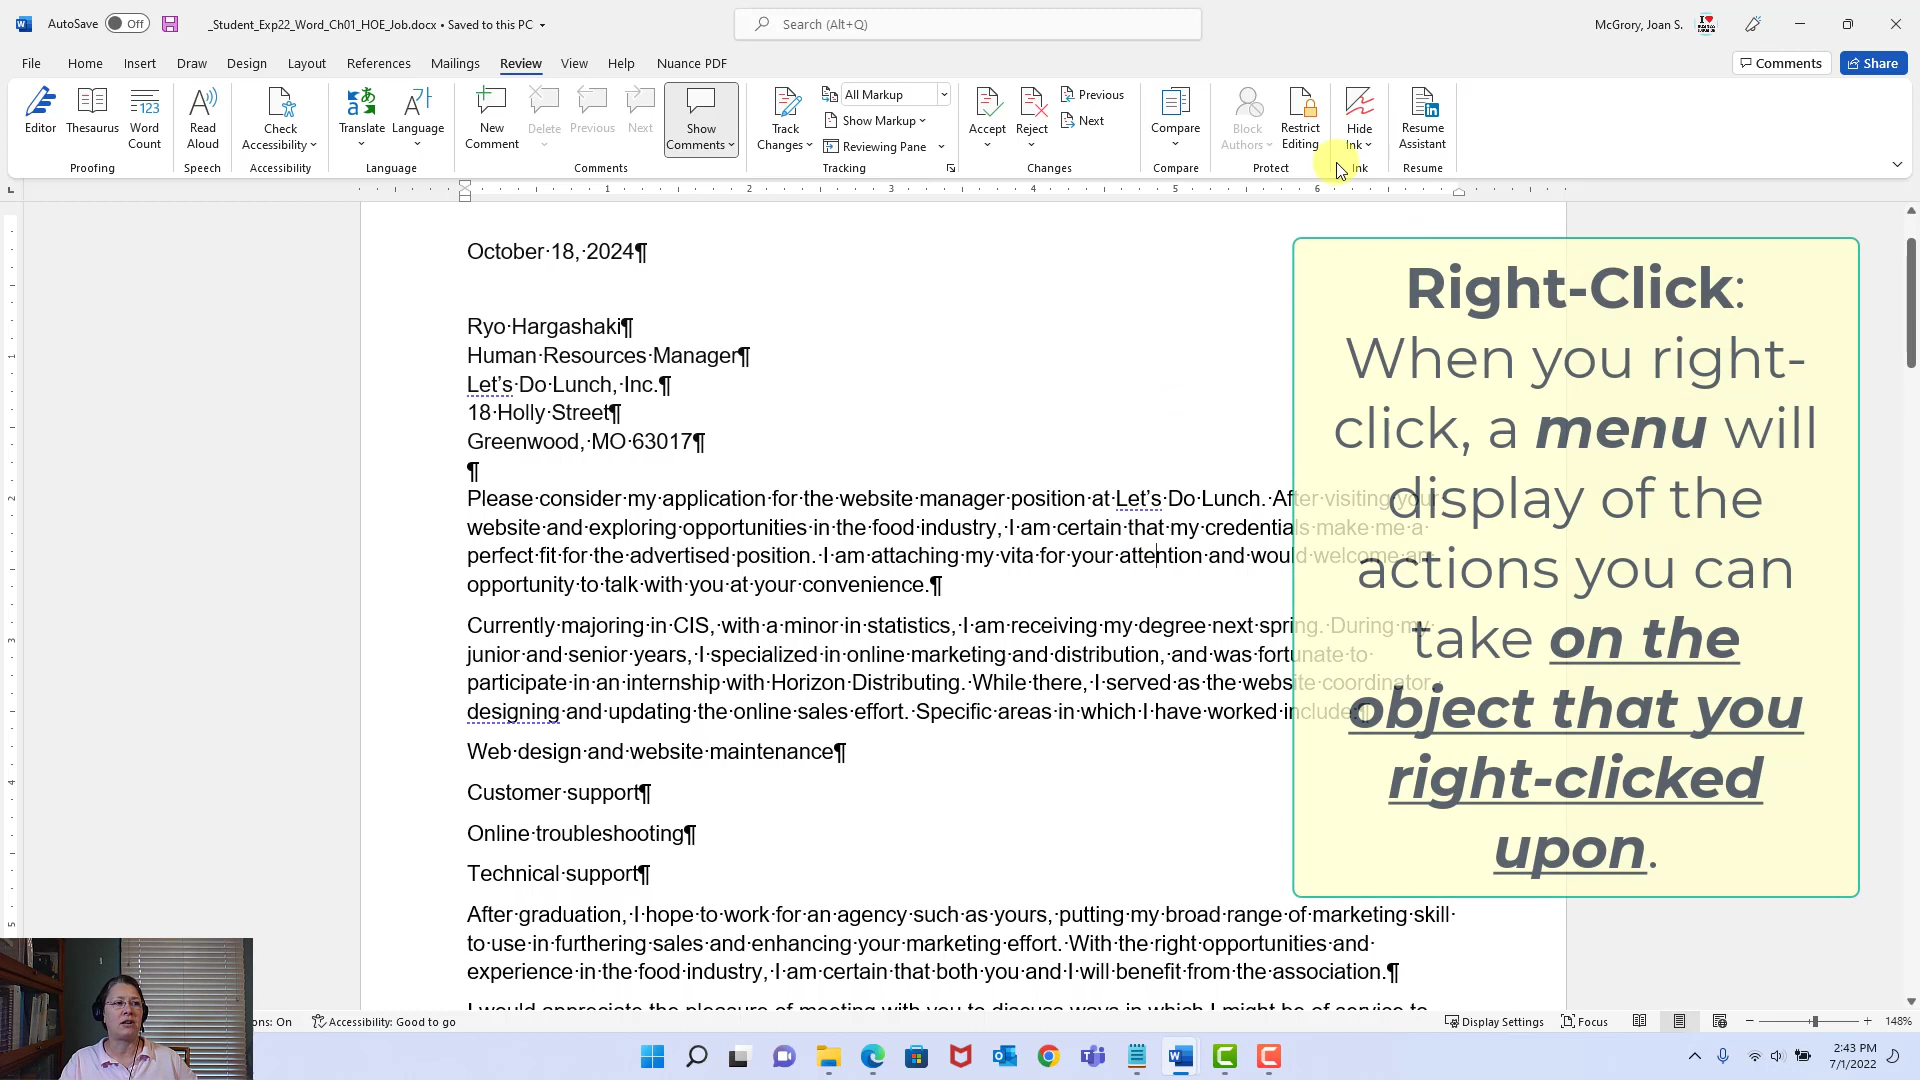 AutoSave Off _Student_Exp22_Word_Ch01_HOE_Job.docx • Saved to this PC Search (Alt+Q) McGrory, Joan S.
File Home Insert Draw Design Layout References Mailings Review View Help Nuance PDF Comments Share
Editor Thesaurus Word Count
Proofing
Read Aloud
Speech
Check Accessibility
Accessibility
Translate Language
Language
New Comment Delete Previous Next Show Comments
Comments
Track Changes All Markup
Show Markup
Reviewing Pane
Tracking
Accept Reject Previous
Next
Changes
Compare
Compare
Block Authors Restrict Editing
Protect
Hide Ink
Ink
Resume Assistant
Resume
1 2 3 4 5 6
October·18,·2024¶
Ryo·Hargashaki¶
Human·Resources·Manager¶
Let’s·Do·Lunch,·Inc.¶
18·Holly·Street¶
Greenwood,·MO·63017¶
¶
Please·consider·my·application·for·the·website·manager·position·at·Let’s·Do·Lunch.·After·visiting·your·
website·and·exploring·opportunities·in·the·food·industry,·I·am·certain·that·my·credentials·make·me·a·
perfect·fit·for·the·advertised·position.·I·am·attaching·my·vita·for·your·attention·and·would·welcome·an·
opportunity·to·talk·with·you·at·your·convenience.¶
Currently·majoring·in·CIS,·with·a·minor·in·statistics,·I·am·receiving·my·degree·next·spring.·During·my·
junior·and·senior·years,·I·specialized·in·online·marketing·and·distribution,·and·was·fortunate·to·
participate·in·an·internship·with·Horizon·Distributing.·While·there,·I·served·as·the·website·coordinator.·
designing·and·updating·the·online·sales·effort.·Specific·areas·in·which·I·have·worked·include:¶
Web·design·and·website·maintenance¶
Customer·support¶
Online·troubleshooting¶
Technical·support¶
After·graduation,·I·hope·to·work·for·an·agency·such·as·yours,·putting·my·broad·range·of·marketing·skill·
to·use·in·furthering·sales·and·enhancing·your·marketing·effort.·With·the·right·opportunities·and·
experience·in·the·food·industry,·I·am·certain·that·both·you·and·I·will·benefit·from·the·association.¶
I·would·appreciate·the·pleasure·of·meeting·with·you·to·discuss·ways·in·which·I·might·be·of·service·to·
Right-Click:
When you right-
click, a menu will
display of the
actions you can
take on the
object that you
right-clicked
upon.
ons: On Accessibility: Good to go Display Settings Focus 148%
2:43 PM
7/1/2022